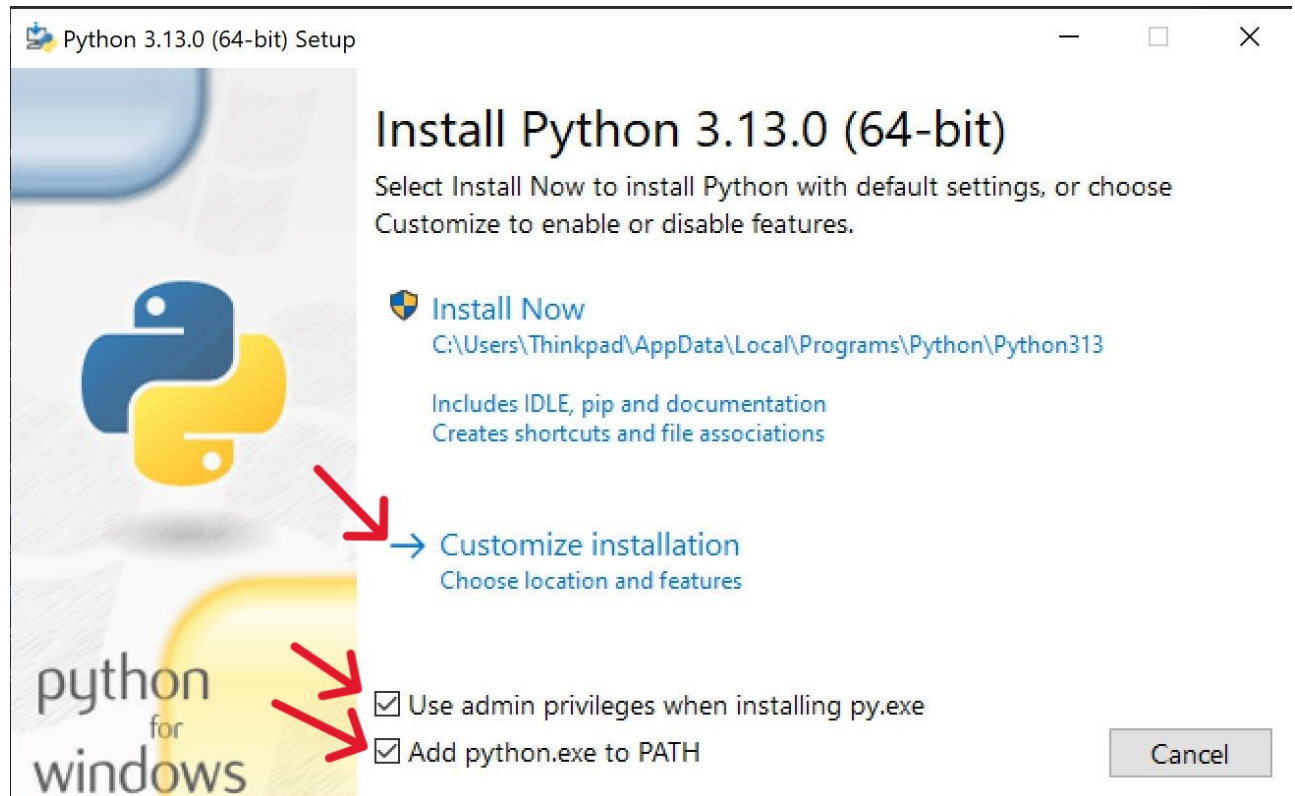 Python 3.13.0 (64-bit) Setup
Install Python 3.13.0 (64-bit)
Select Install Now to install Python with default settings, or choose
Customize to enable or disable features.
Install Now
C:\Users\Thinkpad\AppData\Local\Programs\Python\Python313
Includes IDLE, pip and documentation
Creates shortcuts and file associations
Customize installation
Choose location and features
Use admin privileges when installing py.exe
Add python.exe to PATH
Cancel
python
for
windows